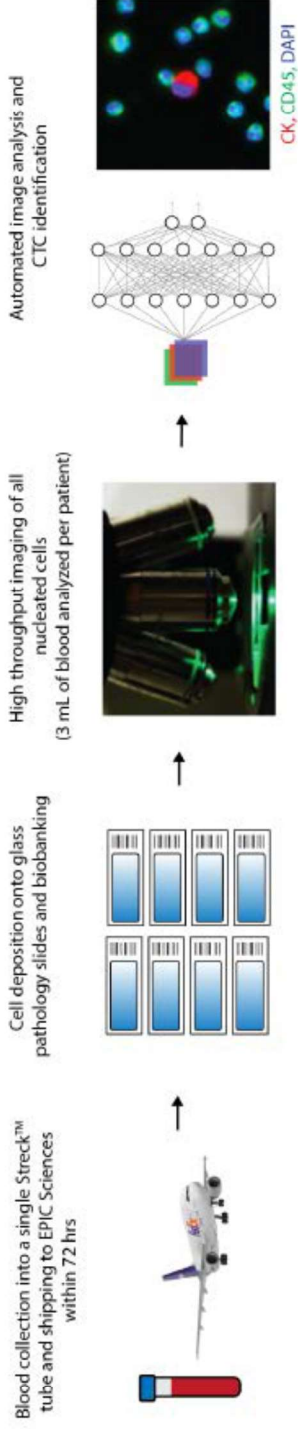 Blood collection into a single Streck™
tube and shipping to EPIC Sciences
within 72 hrs
Cell deposition onto glass
pathology slides and biobanking
High throughput imaging of all
nucleated cells
(3 mL of blood analyzed per patient)
Automated image analysis and
CTC identification
FedEx
CK, CD45, DAPI